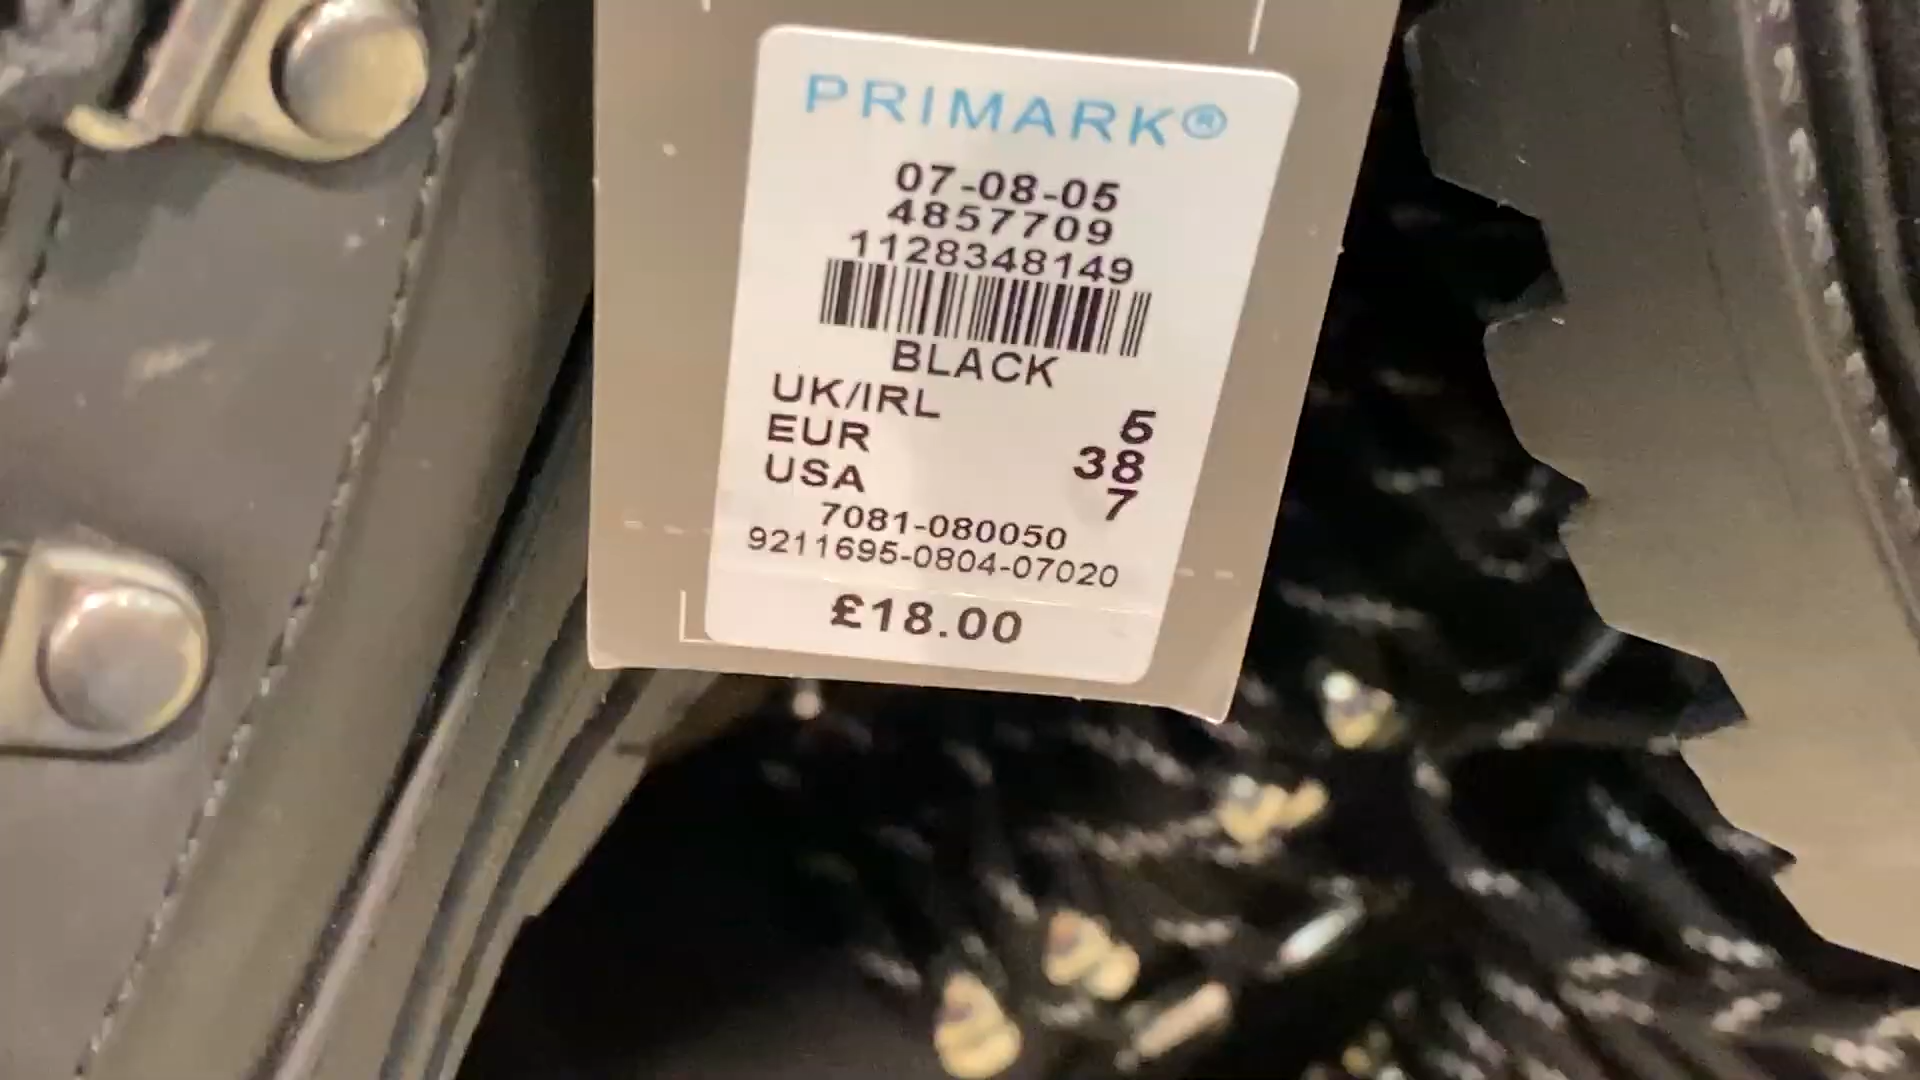 PRIMARK®
07-08-05
4857709
1128348149
BLACK
UK/IRL 5
EUR 38
USA 7
7081-080050
9211695-0804-07020
£18.00